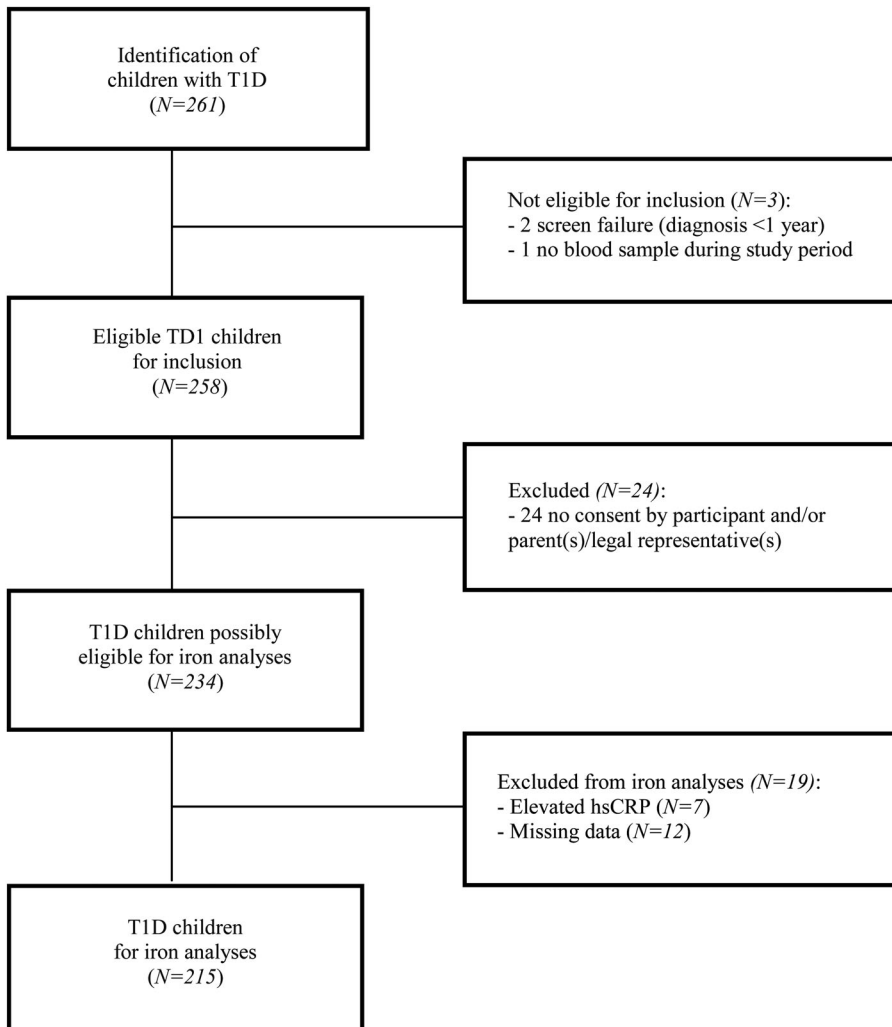 Identification of
children with T1D
(N=261)
Not eligible for inclusion (N=3):
- 2 screen failure (diagnosis <1 year)
- 1 no blood sample during study period
Eligible TD1 children
for inclusion
(N=258)
Excluded (N=24):
- 24 no consent by participant and/or
parent(s)/legal representative(s)
T1D children possibly
eligible for iron analyses
(N=234)
Excluded from iron analyses (N=19):
- Elevated hsCRP (N=7)
- Missing data (N=12)
T1D children
for iron analyses
(N=215)